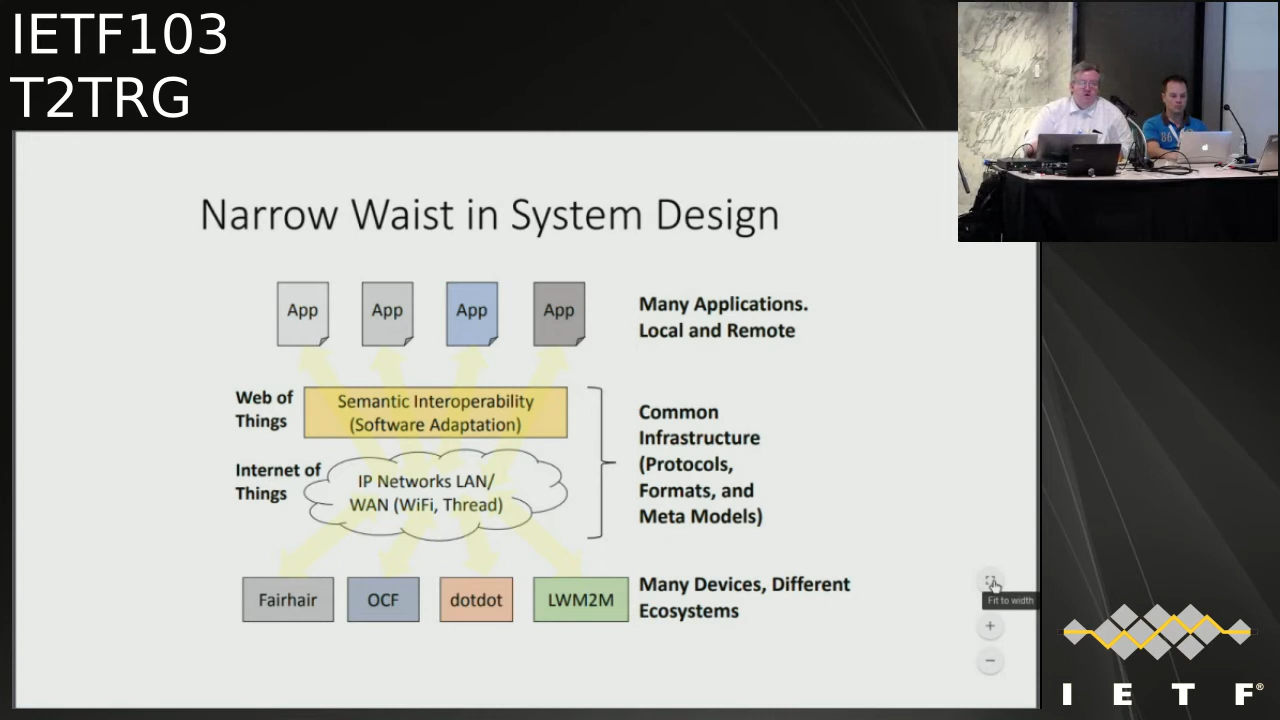 IETF103
T2TRG
86
Narrow Waist in System Design
App
App
App
App
Many Applications.
Local and Remote
Web of
Things
Semantic Interoperability
(Software Adaptation)
Internet of
Things
IP Networks LAN/
WAN (WiFi, Thread)
Common
Infrastructure
(Protocols,
Formats, and
Meta Models)
Fairhair
OCF
dotdot
LWM2M
Many Devices, Different
Ecosystems
Fit to width
+
−
I E T F®